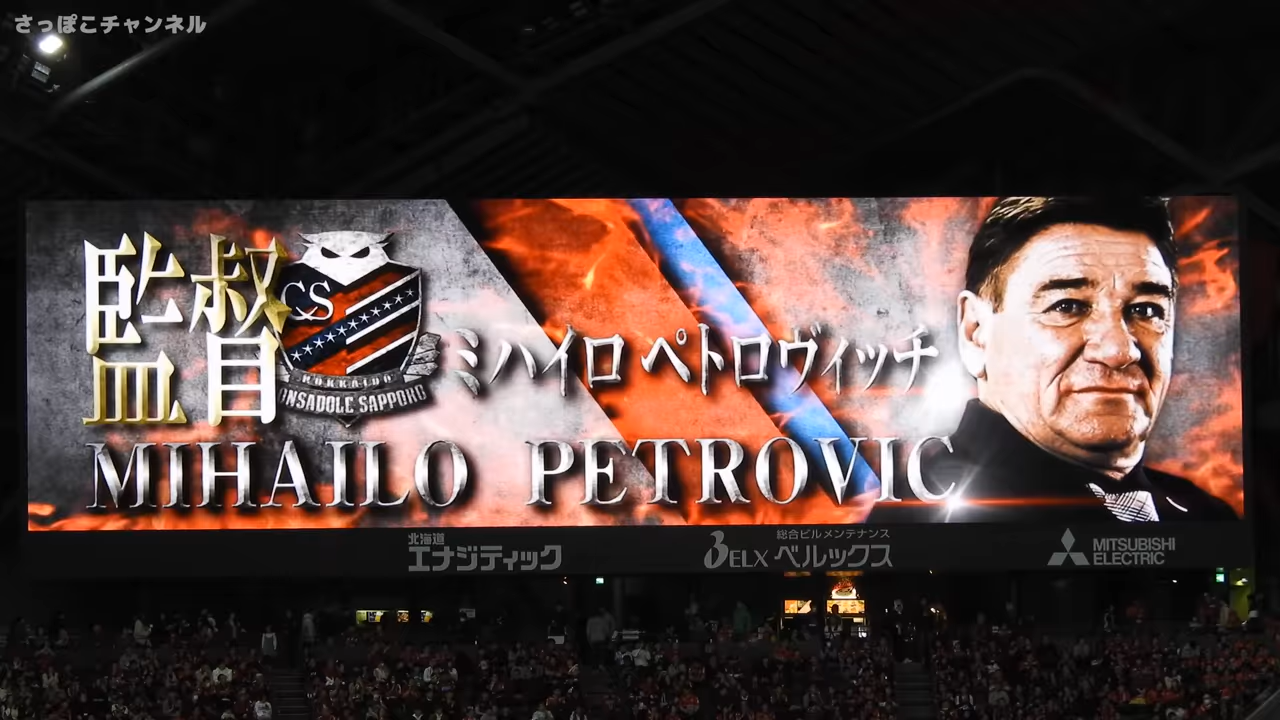 さっぽこチャンネル
監督
CS
HOKKAIDO
CONSADOLE SAPPORO
ミハイロ ペトロヴィッチ
MIHAILO PETROVIC
北海道
エナジティック
BELX 総合ビルメンテナンス
ベルックス
MITSUBISHI
ELECTRIC